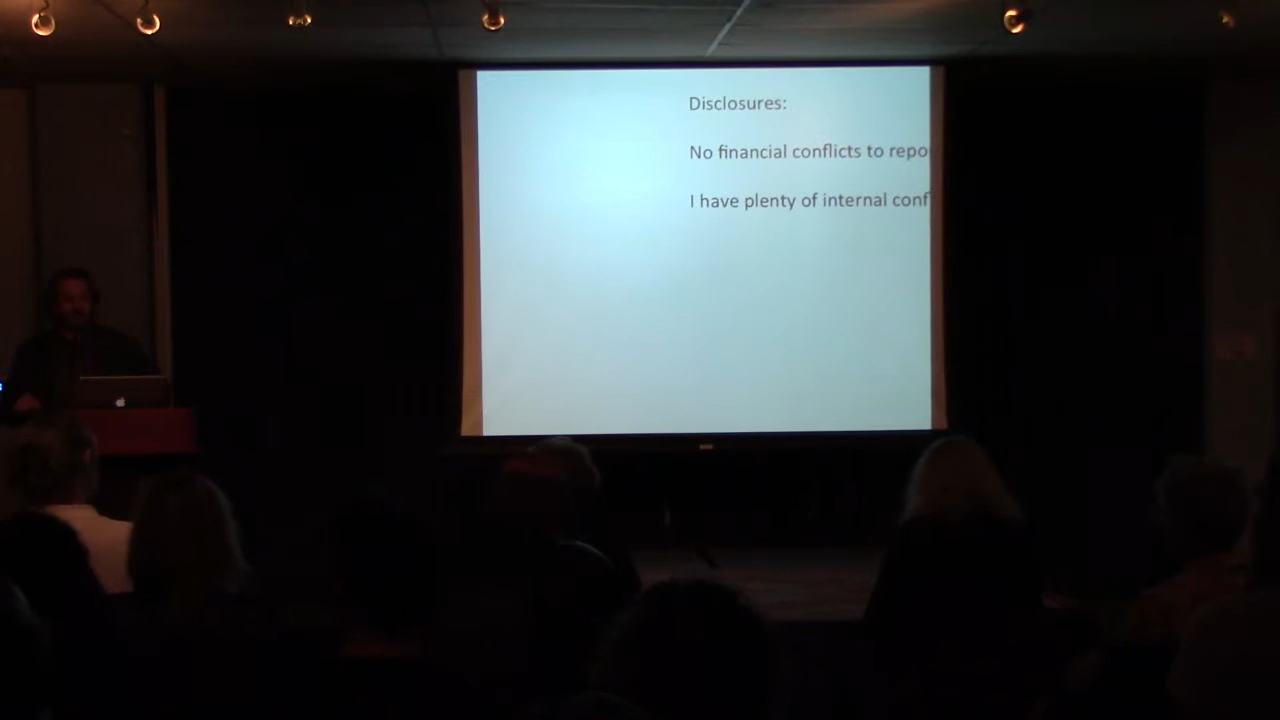 Disclosures:
No financial conflicts to repo
I have plenty of internal conf